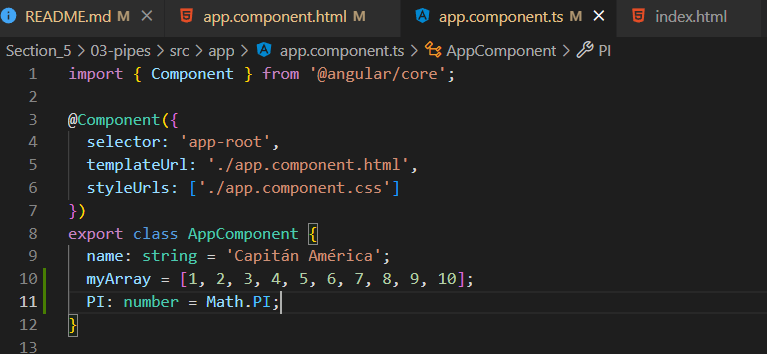 README.md M app.component.html M app.component.ts M index.html
Section_5 > 03-pipes > src > app > app.component.ts > AppComponent > PI
1 import { Component } from '@angular/core';
2
3 @Component({
4 selector: 'app-root',
5 templateUrl: './app.component.html',
6 styleUrls: ['./app.component.css']
7 })
8 export class AppComponent {
9 name: string = 'Capitán América';
10 myArray = [1, 2, 3, 4, 5, 6, 7, 8, 9, 10];
11 PI: number = Math.PI;
12 }
13